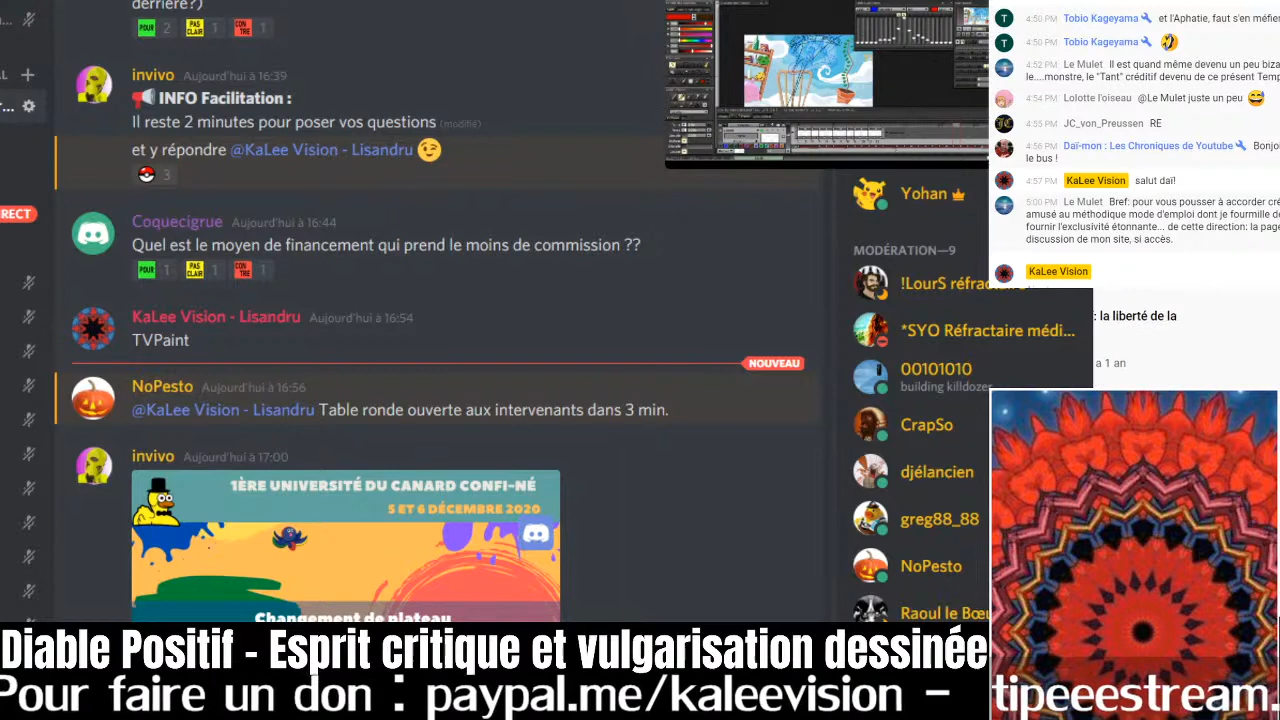 derrière?)
POUR 2 PAS CLAIR CON TRE
invivo Aujourd'hui à 16:39
INFO Facilitation :
2 minutes pour poser vos questions (modifié)
et y répondre @KaLee Vision - Lisandru
3
RECT
Coquecigrue Aujourd'hui à 16:44
Quel est le moyen de financement qui prend le moins de commission ??
POUR 1 PAS CLAIR 1 CON TRE 1
KaLee Vision - Lisandru Aujourd'hui à 16:54
TVPaint
NOUVEAU
NoPesto Aujourd'hui à 16:56
@KaLee Vision - Lisandru Table ronde ouverte aux intervenants dans 3 min.
invivo Aujourd'hui à 17:00
1ÈRE UNIVERSITÉ DU CANARD CONFI-NÉ
5 ET 6 DÉCEMBRE 2020
Changement de plateau
Yohan
MODÉRATION—9
!LourS réfractaire
*SYO Réfractaire médi...
00101010
building killdozer
CrapSo
djélancien
greg88_88
NoPesto
Raoul le Bœu
4:50 PM Tobio Kageyama et l'Aphatie, faut s'en méfie
4:50 PM Tobio Kageyama
4:52 PM Le Mulet Il est quand même devenu un peu biza
le....monstre, le "Tant" créditif devenu de ce présent Temp
4:54 PM Lolotte l'oiseau @Le Mulet juste un peu
4:55 PM JC_von_Preussen RE
4:56 PM Daï-mon : Les Chroniques de Youtube Bonjo
le bus !
4:57 PM KaLee Vision salut daï!
5:00 PM Le Mulet Bref: pour vous pousser à accorder cré
amusé au méthodique mode d'emploi dont je fourmille d
fournir l'exclusivité étonnante... de cette direction: la page
discussion de mon site, si accès.
KaLee Vision
: la liberté de la
a 1 an
Diable Positif - Esprit critique et vulgarisation dessinée
Pour faire un don : paypal.me/kaleevision - tipeeestream.